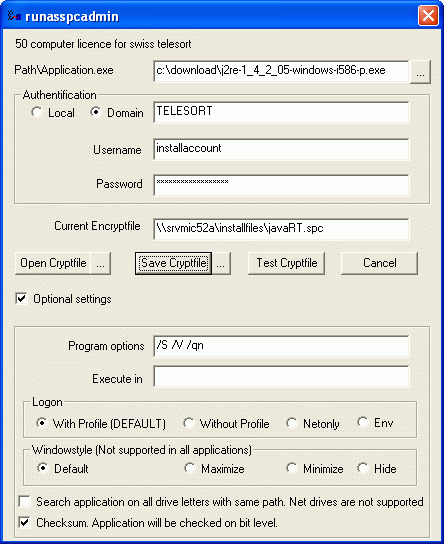 runasspcadmin
50 computer licence for swiss telesort
Path\Application.exe c:\download\j2re-1_4_2_05-windows-i586-p.exe ...
Authentification
Local Domain TELESORT
Username installaccount
Password ******************
Current Encryptfile \\srvmic52a\installfiles\javaRT.spc
Open Cryptfile ... Save Cryptfile ... Test Cryptfile Cancel
Optional settings
Program options /S /V /qn
Execute in
Logon
With Profile (DEFAULT) Without Profile Netonly Env
Windowstyle (Not supported in all applications)
Default Maximize Minimize Hide
Search application on all drive letters with same path. Net drives are not supported
Checksum. Application will be checked on bit level.